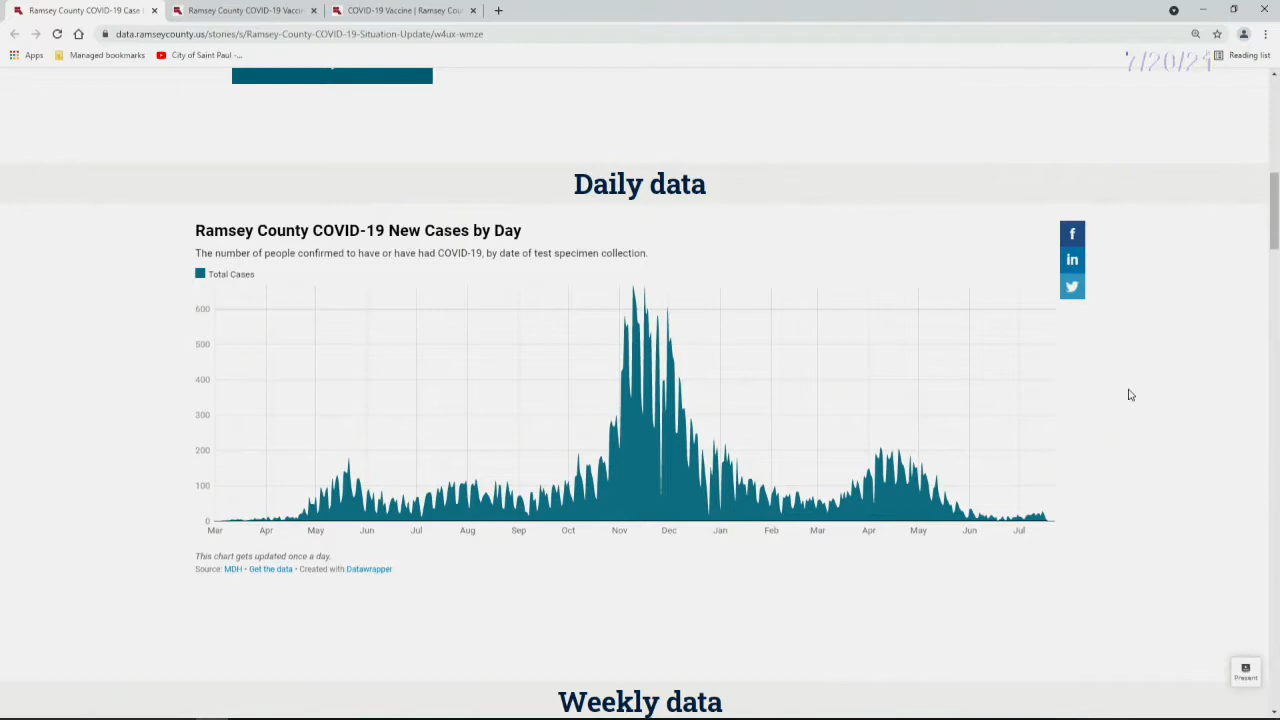 Ramsey County COVID-19 Case
Ramsey County COVID-19 Vaccin
COVID-19 Vaccine | Ramsey Cou
data.ramseycounty.us/stories/s/Ramsey-County-COVID-19-Situation-Update/w4ux-wmze
Apps
Managed bookmarks
City of Saint Paul -...
Reading list
7/20/21
Daily data
Ramsey County COVID-19 New Cases by Day
The number of people confirmed to have or have had COVID-19, by date of test specimen collection.
Total Cases
600
500
400
300
200
100
0
Mar Apr May Jun Jul Aug Sep Oct Nov Dec Jan Feb Mar Apr May Jun Jul
This chart gets updated once a day.
Source: MDH • Get the data • Created with Datawrapper
f
in
Present
Weekly data